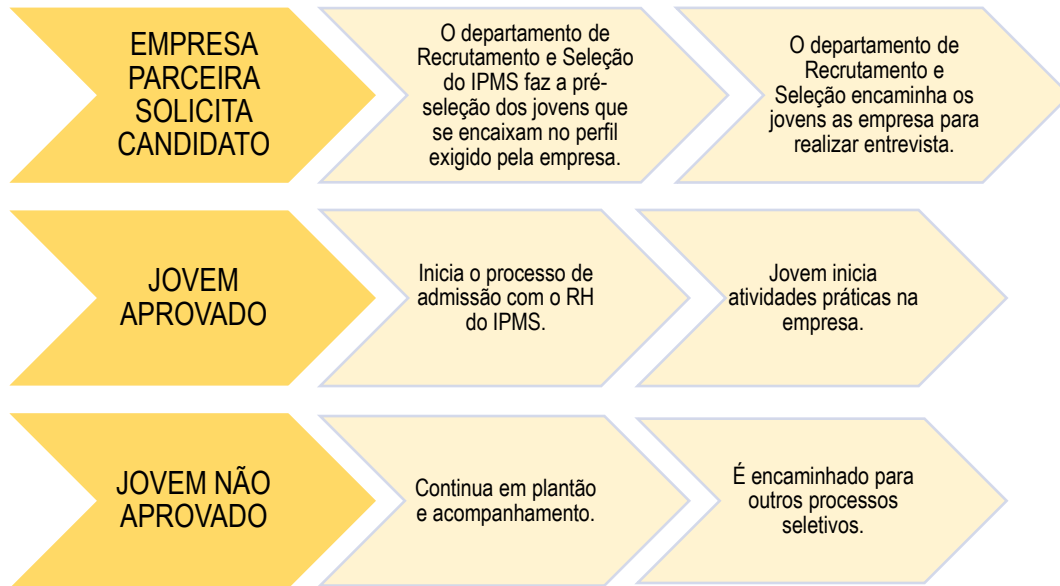 EMPRESA
PARCEIRA
SOLICITA
CANDIDATO
O departamento de
Recrutamento e Seleção
do IPMS faz a pré-
seleção dos jovens que
se encaixam no perfil
exigido pela empresa.
O departamento de
Recrutamento e
Seleção encaminha os
jovens as empresa para
realizar entrevista.
JOVEM
APROVADO
Inicia o processo de
admissão com o RH
do IPMS.
Jovem inicia
atividades práticas na
empresa.
JOVEM NÃO
APROVADO
Continua em plantão
e acompanhamento.
É encaminhado para
outros processos
seletivos.